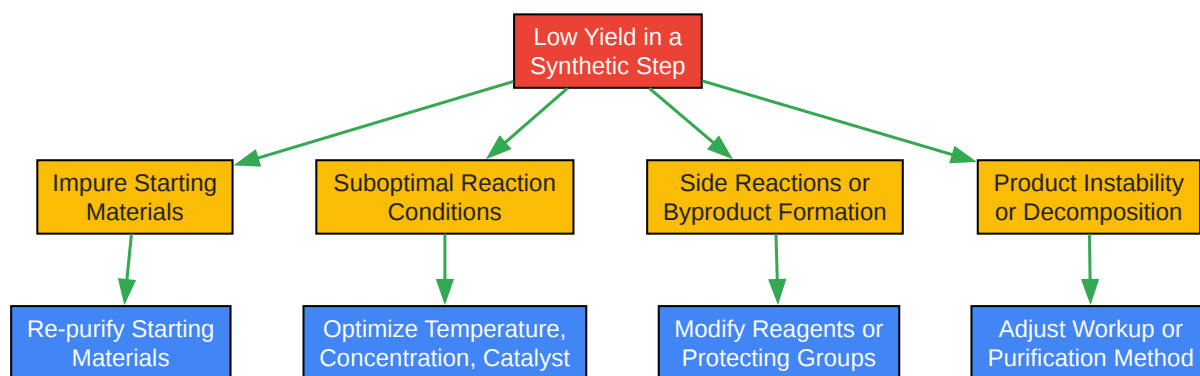 Low Yield in a
Synthetic Step
Impure Starting
Materials
Suboptimal Reaction
Conditions
Side Reactions or
Byproduct Formation
Product Instability
or Decomposition
Re-purify Starting
Materials
Optimize Temperature,
Concentration, Catalyst
Modify Reagents or
Protecting Groups
Adjust Workup or
Purification Method